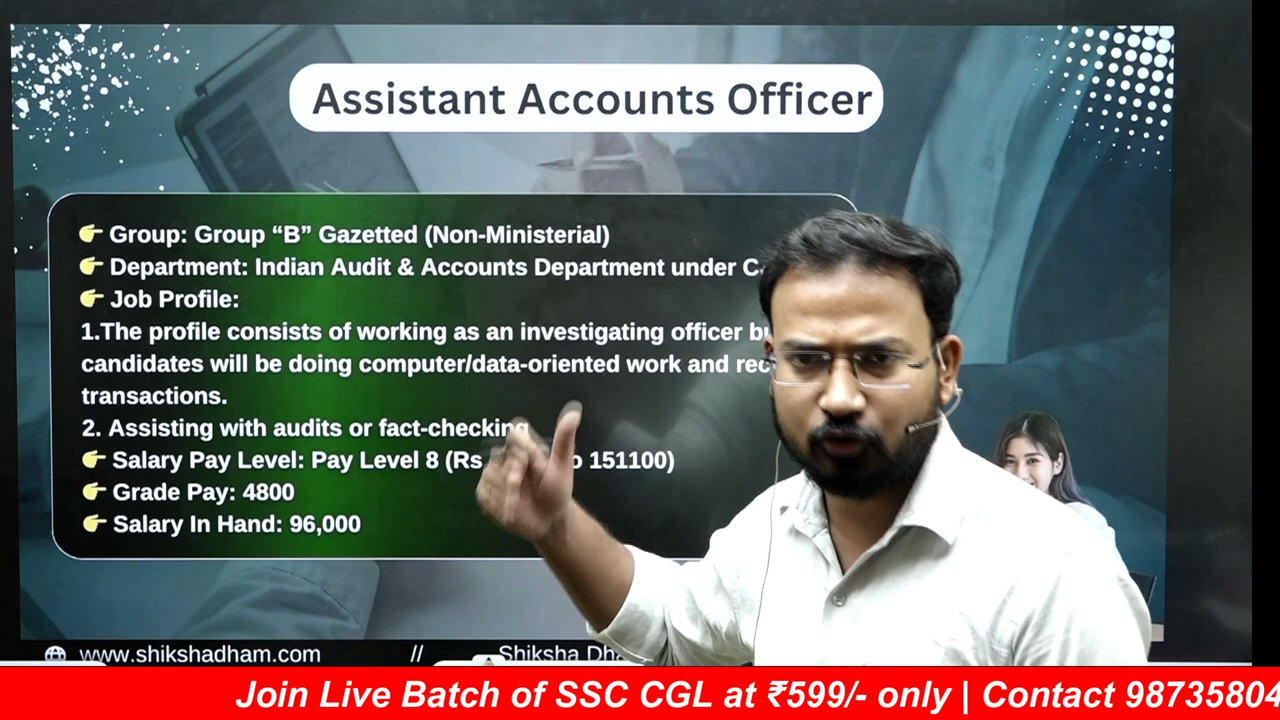 Assistant Accounts Officer
Group: Group “B” Gazetted (Non-Ministerial)
Department: Indian Audit & Accounts Department under
Job Profile:
1.The profile consists of working as an investigating officer
candidates will be doing computer/data-oriented work and
transactions.
2. Assisting with audits or fact-checking
Salary Pay Level: Pay Level 8 (Rs 151100)
Grade Pay: 4800
Salary In Hand: 96,000
www.shikshadham.com // Shiksha
Join Live Batch of SSC CGL at ₹599/- only | Contact 98735804